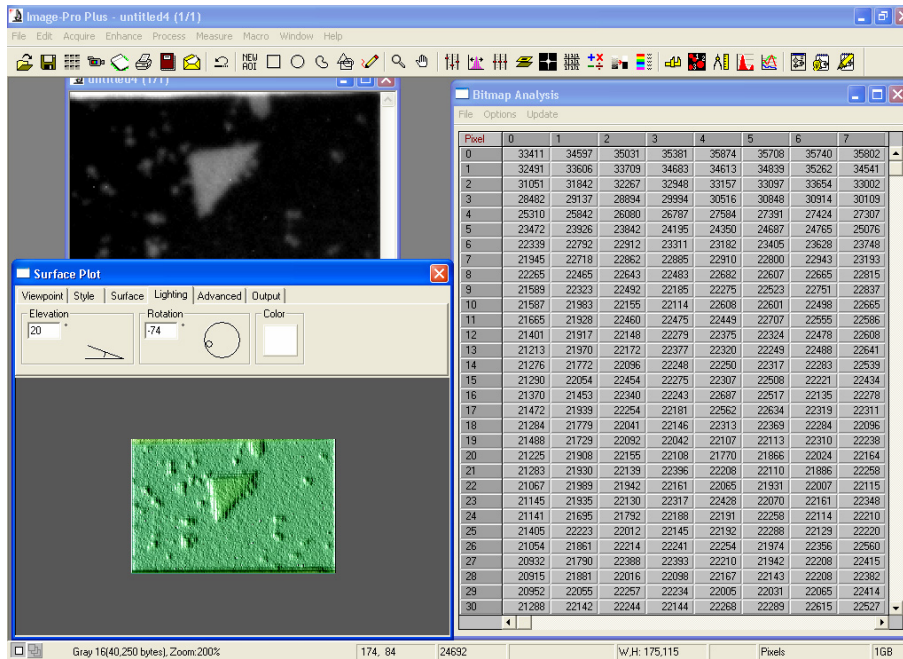 Image-Pro Plus - untitled4 (1/1)
File Edit Acquire Enhance Process Measure Macro Window Help
NEW AOI
untitled4 (1/1)
Bitmap Analysis
File Options Update
Pixel 0 1 2 3 4 5 6 7
0 33411 34597 35031 35381 35874 35708 35740 35802
1 32491 33606 33709 34683 34613 34839 35262 34541
2 31051 31842 32267 32948 33157 33097 33654 33002
3 28482 29137 28894 29994 30516 30848 30914 30109
4 25310 25842 26080 26787 27584 27391 27424 27307
5 23472 23926 23842 24195 24350 24687 24765 25076
6 22339 22792 22912 23311 23182 23405 23628 23748
7 21945 22718 22862 22885 22910 22800 22943 23193
8 22265 22465 22643 22483 22682 22607 22665 22815
9 21589 22323 22492 22185 22275 22523 22751 22837
10 21587 21983 22155 22114 22608 22601 22498 22665
11 21665 21928 22460 22475 22449 22707 22555 22586
12 21401 21917 22148 22279 22375 22324 22478 22608
13 21213 21970 22172 22377 22320 22249 22488 22641
14 21276 21772 22096 22248 22250 22317 22283 22539
15 21290 22054 22454 22275 22307 22508 22221 22434
16 21370 21453 22340 22243 22687 22517 22135 22278
17 21472 21939 22254 22181 22562 22634 22319 22311
18 21284 21779 22041 22146 22313 22369 22284 22096
19 21488 21729 22092 22042 22107 22113 22310 22238
20 21225 21908 22155 22108 21770 21866 22024 22164
21 21283 21930 22139 22396 22208 22110 21886 22258
22 21067 21989 21942 22161 22065 21931 22007 22115
23 21145 21935 22130 22317 22428 22070 22161 22348
24 21141 21695 21792 22188 22191 22258 22114 22210
25 21405 22223 22012 22145 22192 22288 22129 22220
26 21054 21861 22214 22241 22254 21974 22356 22560
27 20932 21790 22388 22393 22210 21942 22208 22415
28 20915 21881 22016 22098 22167 22143 22208 22382
29 20952 22055 22257 22234 22005 22031 22065 22414
30 21288 22142 22244 22144 22268 22289 22615 22527
Surface Plot
Viewpoint Style Surface Lighting Advanced Output
Elevation Rotation Color
20 ° -74 °
Gray 16(40,250 bytes), Zoom:200% 174, 84 24692 W,H: 175,115 Pixels 1GB